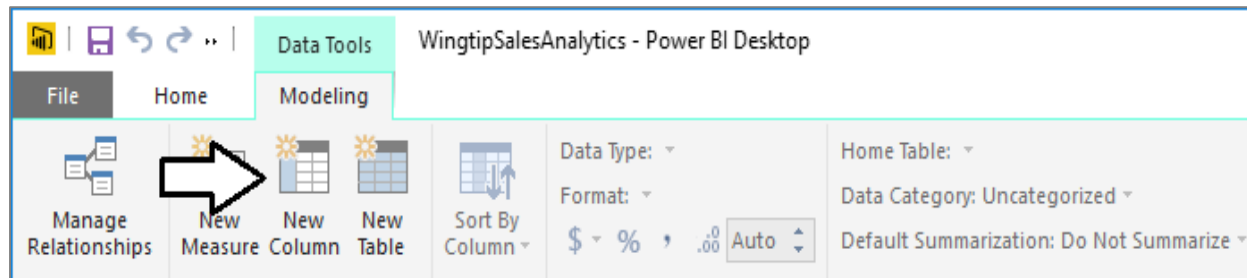 Data Tools WingtipSalesAnalytics - Power BI Desktop
File Home Modeling
Manage Relationships
New Measure
New Column
New Table
Sort By Column
Data Type:
Format:
$ % , .00 Auto
Home Table:
Data Category: Uncategorized
Default Summarization: Do Not Summarize